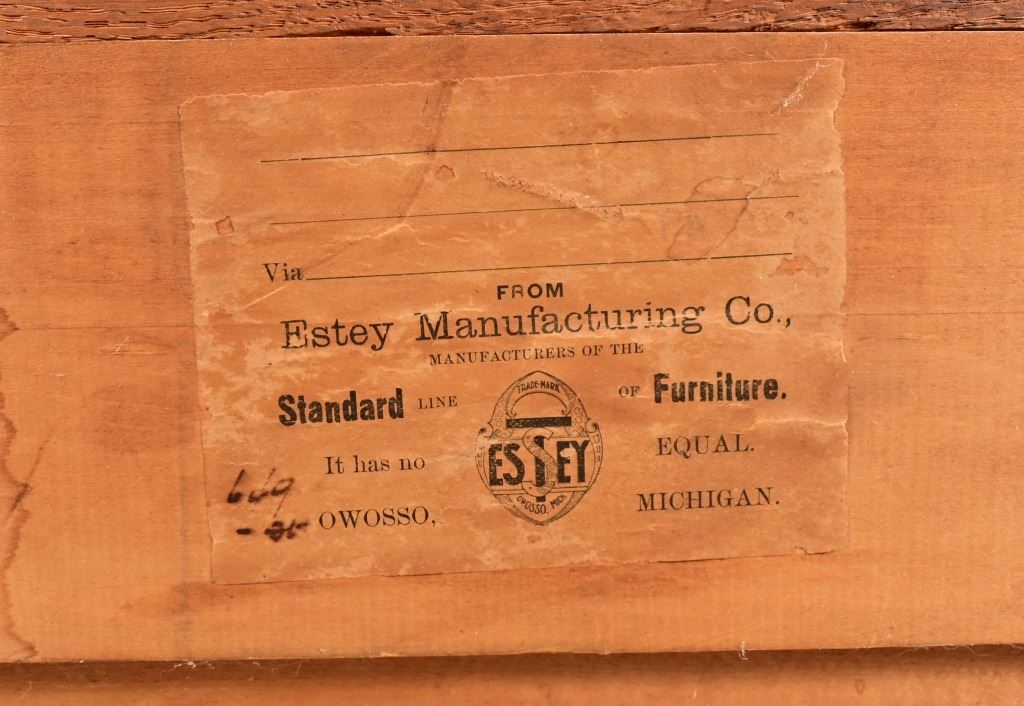 Via
FROM
Estey Manufacturing Co.,
MANUFACTURERS OF THE
Standard LINE OF Furniture.
TRADE-MARK
ESTEY
OWOSSO, MICH
It has no EQUAL.
669
OWOSSO, MICHIGAN.